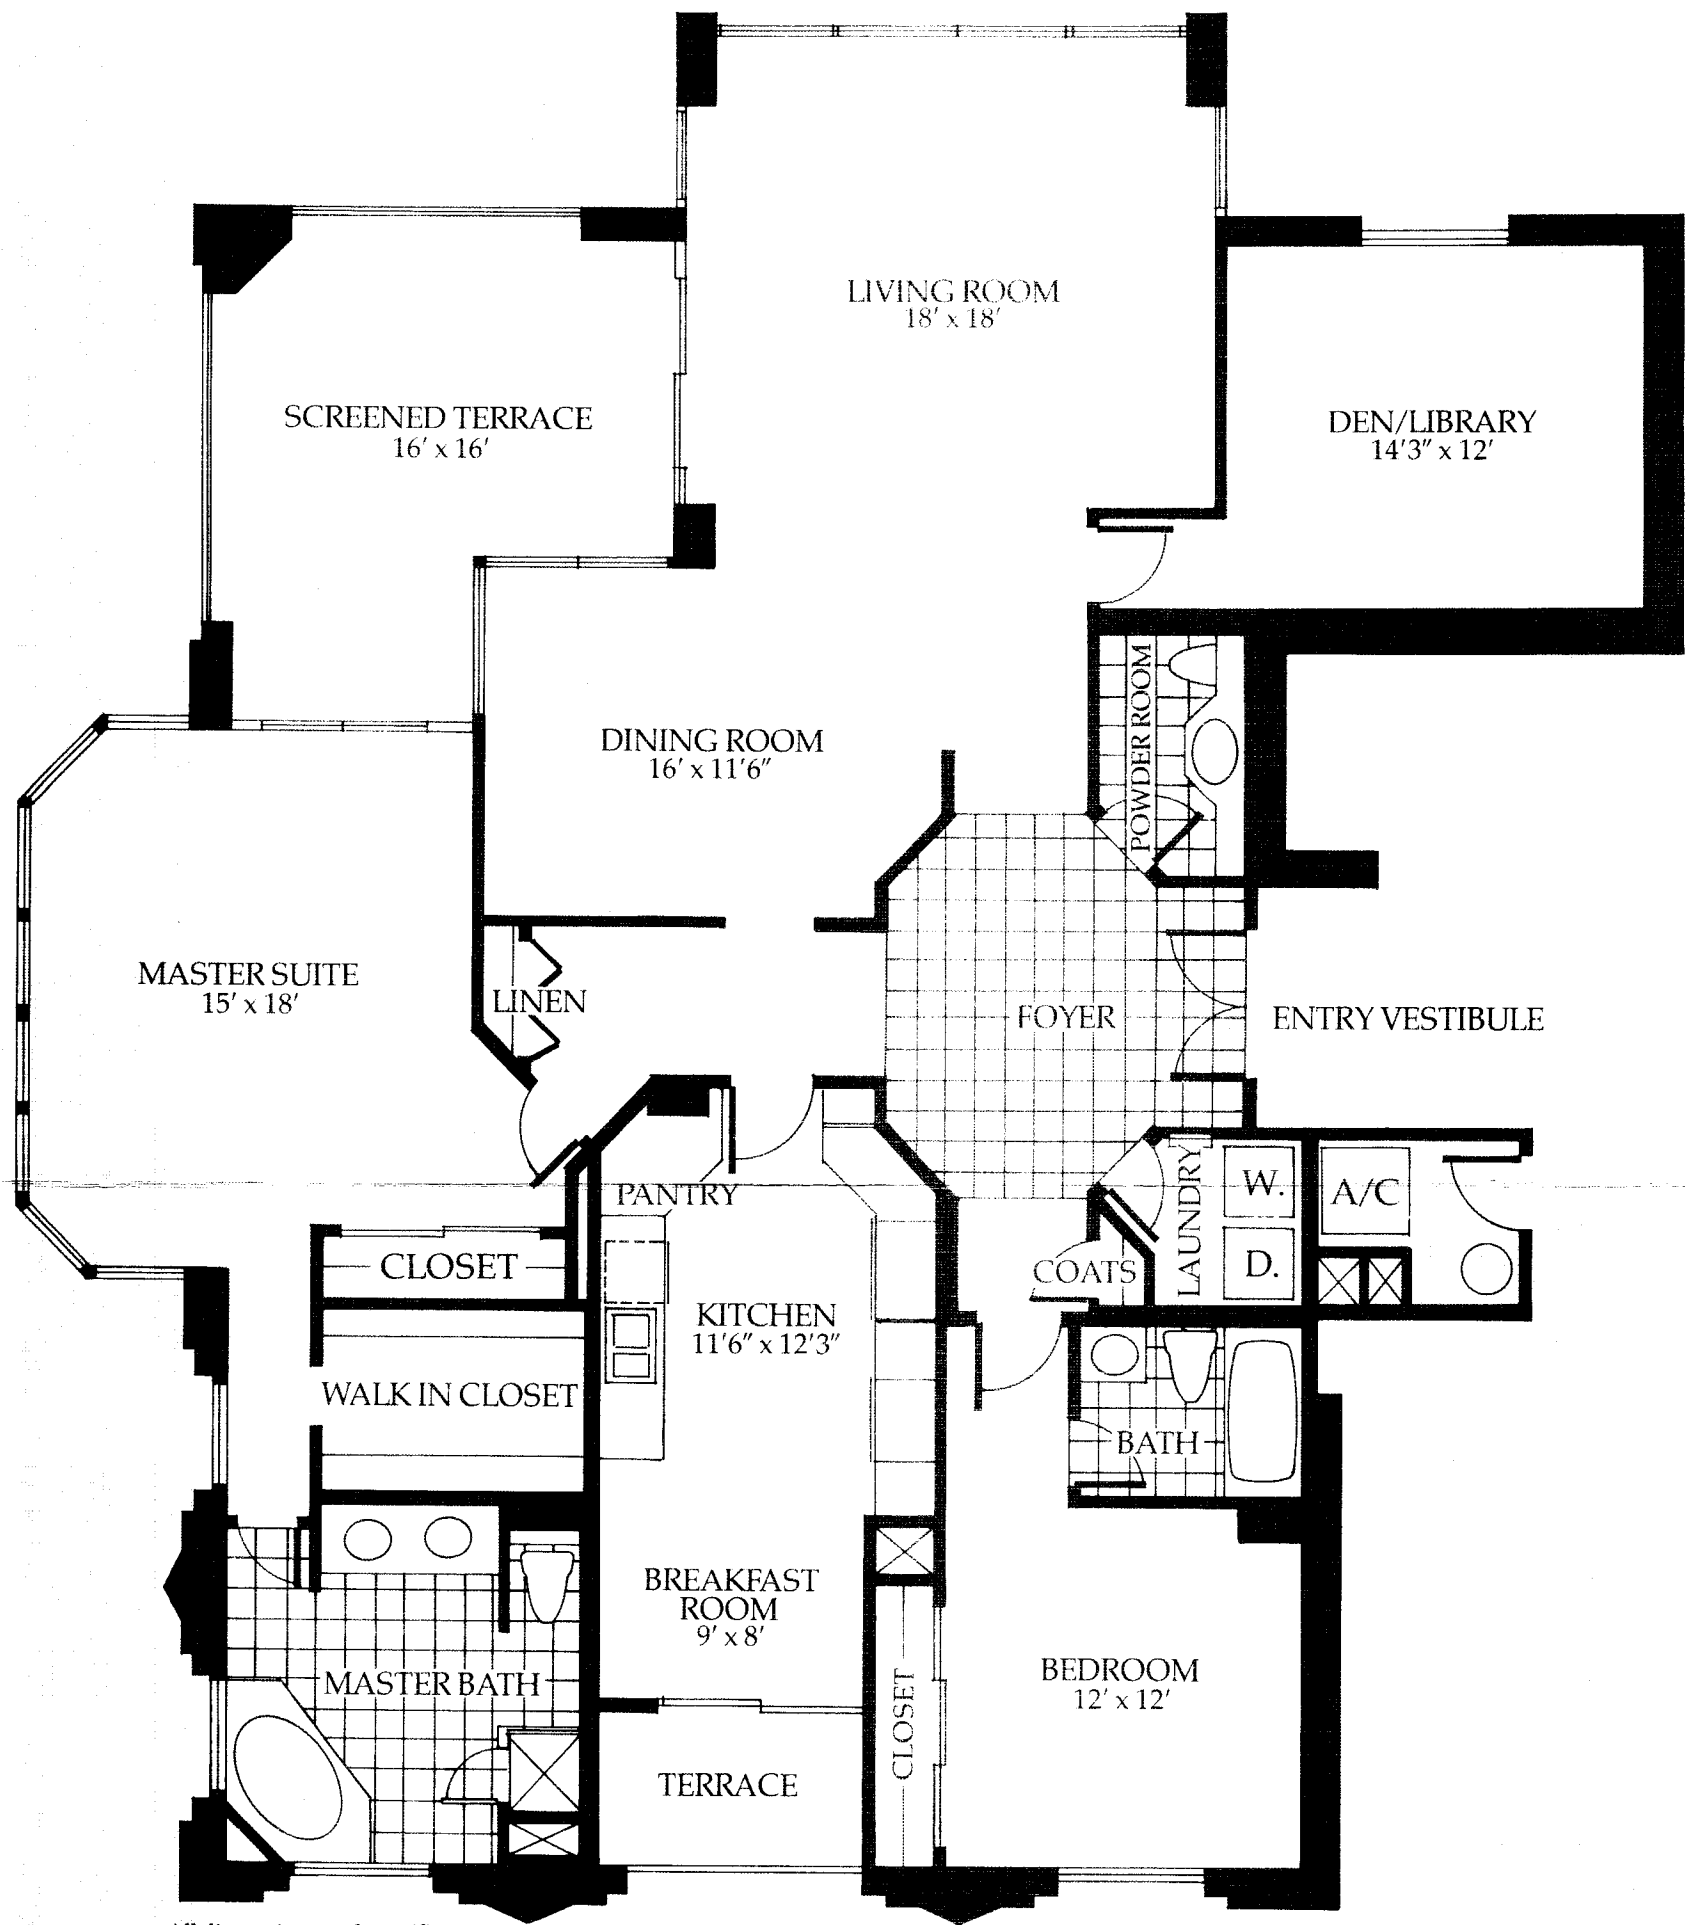 LIVING ROOM
18' x 18'
SCREENED TERRACE
16' x 16'
DEN/LIBRARY
14'3" x 12'
POWDER ROOM
DINING ROOM
16' x 11'6"
MASTER SUITE
15' x 18'
LINEN
FOYER
ENTRY VESTIBULE
PANTRY
LAUNDRY
W.
A/C
CLOSET
COATS
D.
KITCHEN
11'6" x 12'3"
WALK IN CLOSET
BATH
BREAKFAST
ROOM
9' x 8'
MASTER BATH
BEDROOM
12' x 12'
CLOSET
TERRACE